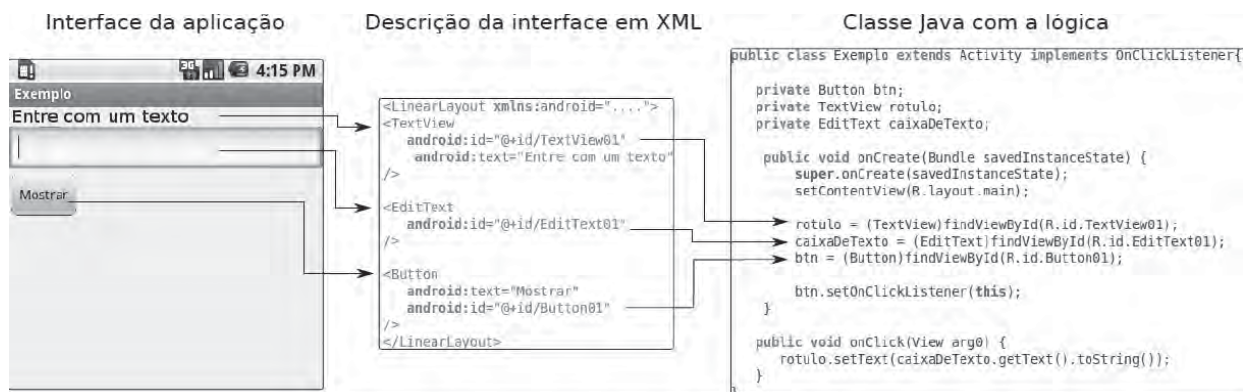 Interface da aplicação
3G 4:15 PM
Exemplo
Entre com um texto
Mostrar
Descrição da interface em XML
<LinearLayout xmlns:android="....">
<TextView
android:id="@+id/TextView01"
android:text="Entre com um texto"
/>
<EditText
android:id="@+id/EditText01"
/>
<Button
android:text="Mostrar"
android:id="@+id/Button01"
/>
</LinearLayout>
Classe Java com a lógica
public class Exemplo extends Activity implements OnClickListener{
private Button btn;
private TextView rotulo;
private EditText caixaDeTexto;
public void onCreate(Bundle savedInstanceState) {
super.onCreate(savedInstanceState);
setContentView(R.layout.main);
rotulo = (TextView)findViewById(R.id.TextView01);
caixaDeTexto = (EditText)findViewById(R.id.EditText01);
btn = (Button)findViewById(R.id.Button01);
btn.setOnClickListener(this);
}
public void onClick(View arg0) {
rotulo.setText(caixaDeTexto.getText().toString());
}
}